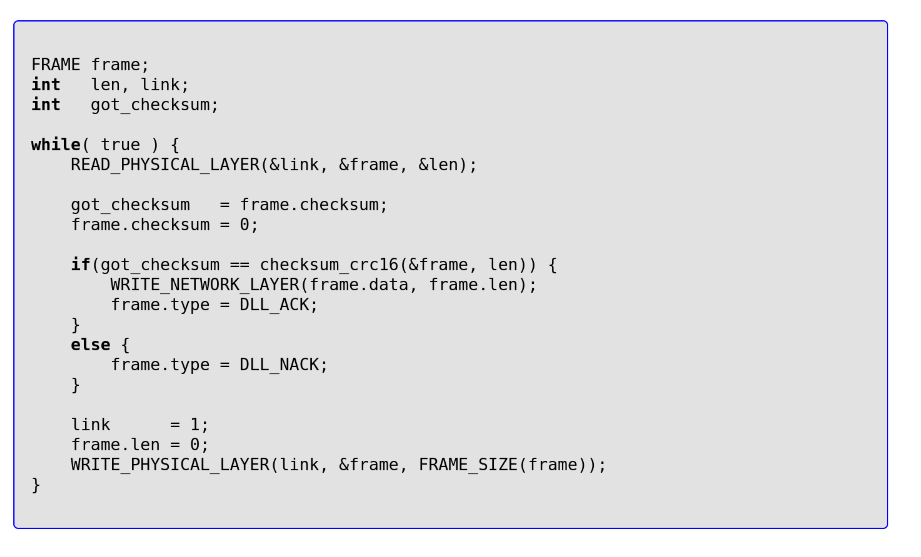 FRAME frame;
int   len, link;
int   got_checksum;

while( true ) {
    READ_PHYSICAL_LAYER(&link, &frame, &len);

    got_checksum   = frame.checksum;
    frame.checksum = 0;

    if(got_checksum == checksum_crc16(&frame, len)) {
        WRITE_NETWORK_LAYER(frame.data, frame.len);
        frame.type = DLL_ACK;
    }
    else {
        frame.type = DLL_NACK;
    }

    link      = 1;
    frame.len = 0;
    WRITE_PHYSICAL_LAYER(link, &frame, FRAME_SIZE(frame));
}